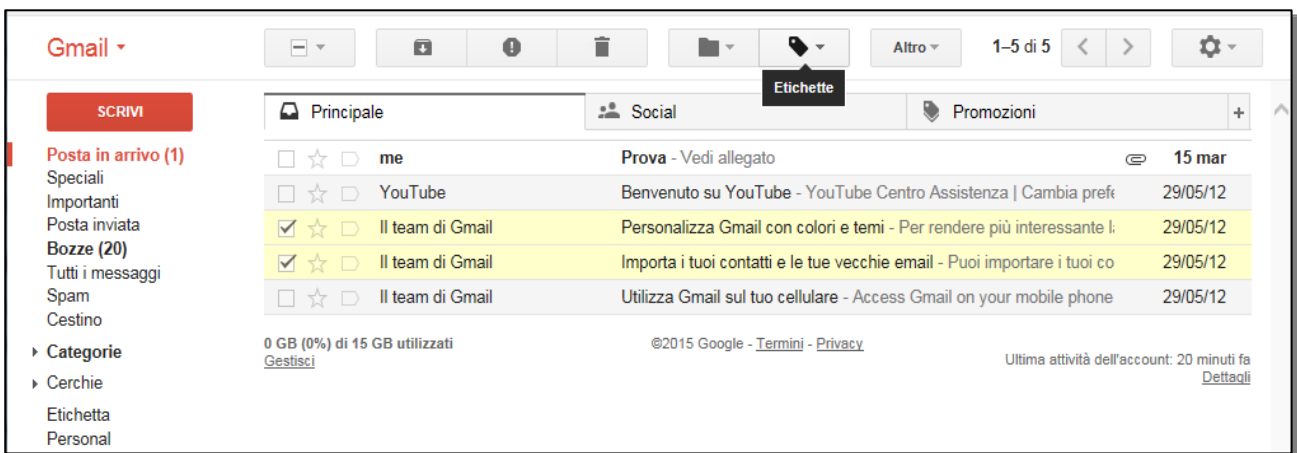 Gmail
Altro
1–5 di 5
Etichette
SCRIVI
Principale
Social
Promozioni
+
Posta in arrivo (1)
Speciali
Importanti
Posta inviata
Bozze (20)
Tutti i messaggi
Spam
Cestino
Categorie
Cerchie
Etichetta
Personal
me Prova - Vedi allegato 15 mar
YouTube Benvenuto su YouTube - YouTube Centro Assistenza | Cambia prefe 29/05/12
Il team di Gmail Personalizza Gmail con colori e temi - Per rendere più interessante 29/05/12
Il team di Gmail Importa i tuoi contatti e le tue vecchie email - Puoi importare i tuoi co 29/05/12
Il team di Gmail Utilizza Gmail sul tuo cellulare - Access Gmail on your mobile phone 29/05/12
0 GB (0%) di 15 GB utilizzati
Gestisci
©2015 Google - Termini - Privacy
Ultima attività dell'account: 20 minuti fa
Dettagli